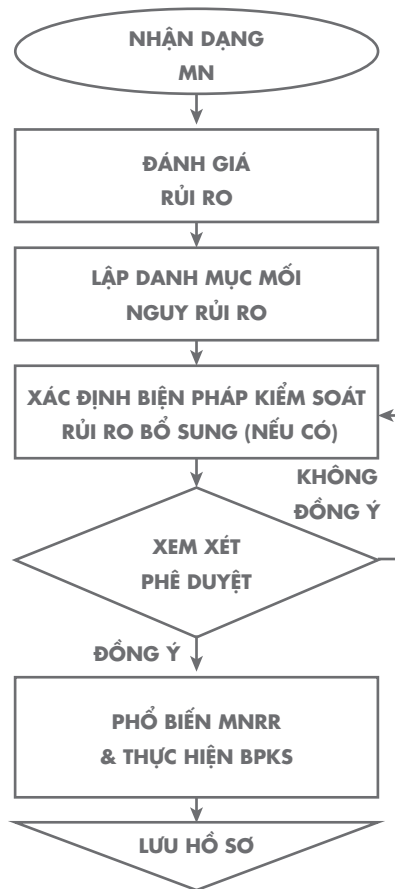 NHẬN DẠNG
MN
ĐÁNH GIÁ
RỦI RO
LẬP DANH MỤC MỐI
NGUY RỦI RO
XÁC ĐỊNH BIỆN PHÁP KIỂM SOÁT
RỦI RO BỔ SUNG (NẾU CÓ)
KHÔNG
ĐỒNG Ý
XEM XÉT
PHÊ DUYỆT
ĐỒNG Ý
PHỔ BIẾN MNRR
& THỰC HIỆN BPKS
LƯU HỒ SƠ